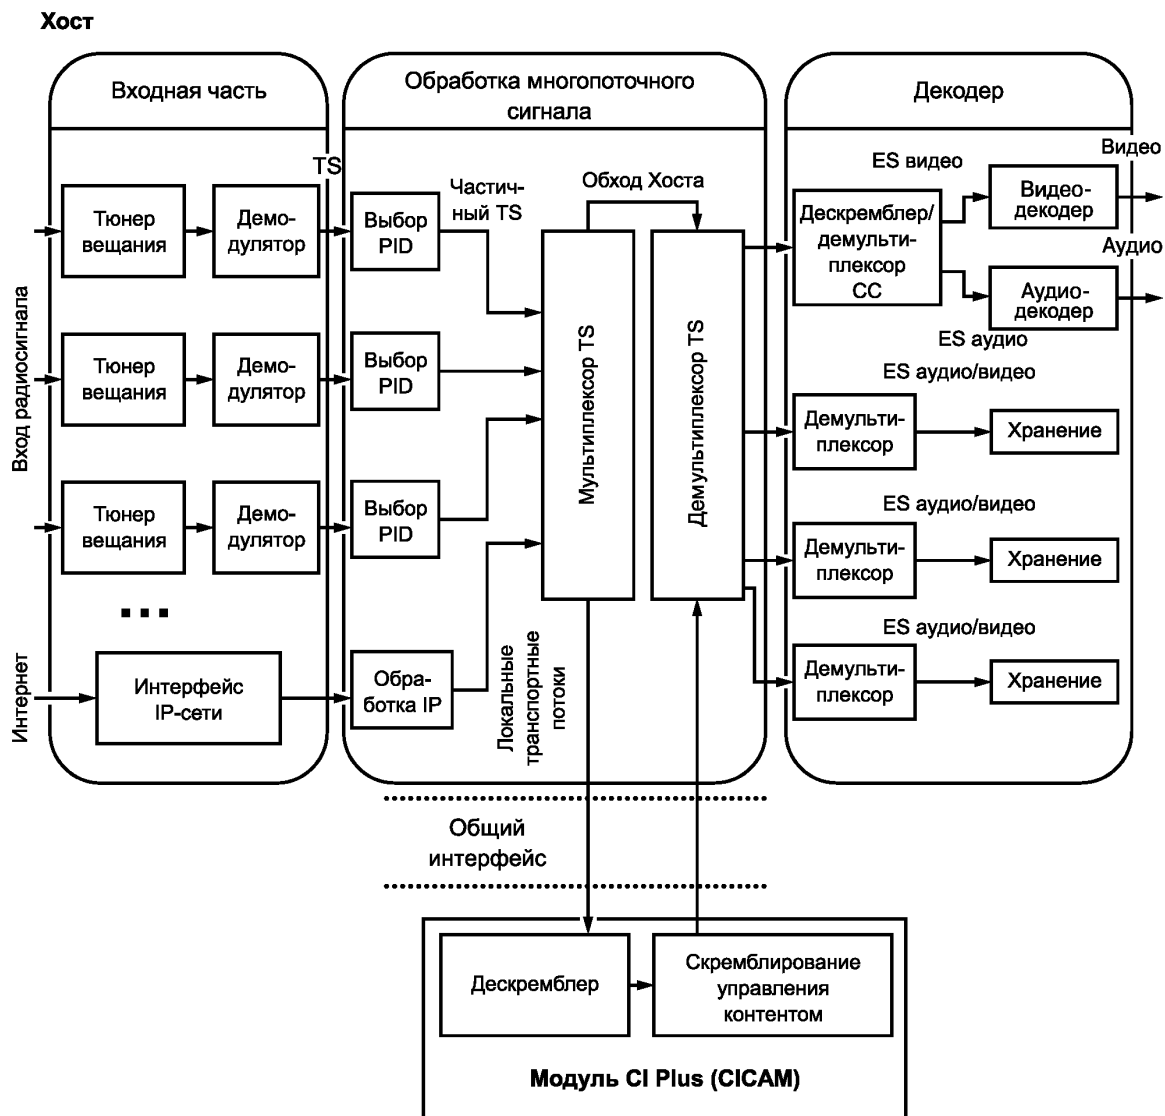 Хост
Входная часть
Обработка многопоточного
сигнала
Декодер
TS
Частич-
ный TS
Обход Хоста
ES видео
Видео
Тюнер
вещания
Демо-
дулятор
Выбор
PID
Дескремблер/
демульти-
плексор
CC
Видео-
декодер
Аудио
Аудио-
декодер
ES аудио
Вход радиосигнала
Тюнер
вещания
Демо-
дулятор
Выбор
PID
Мультиплексор TS
Демультиплексор TS
ES аудио/видео
Демульти-
плексор
Хранение
Тюнер
вещания
Демо-
дулятор
Выбор
PID
ES аудио/видео
Демульти-
плексор
Хранение
...
ES аудио/видео
Интернет
Интерфейс
IP-сети
Обра-
ботка IP
Локальные
транспортные
потоки
Демульти-
плексор
Хранение
Общий
интерфейс
Дескремблер
Скремблирование
управления
контентом
Модуль CI Plus (CICAM)